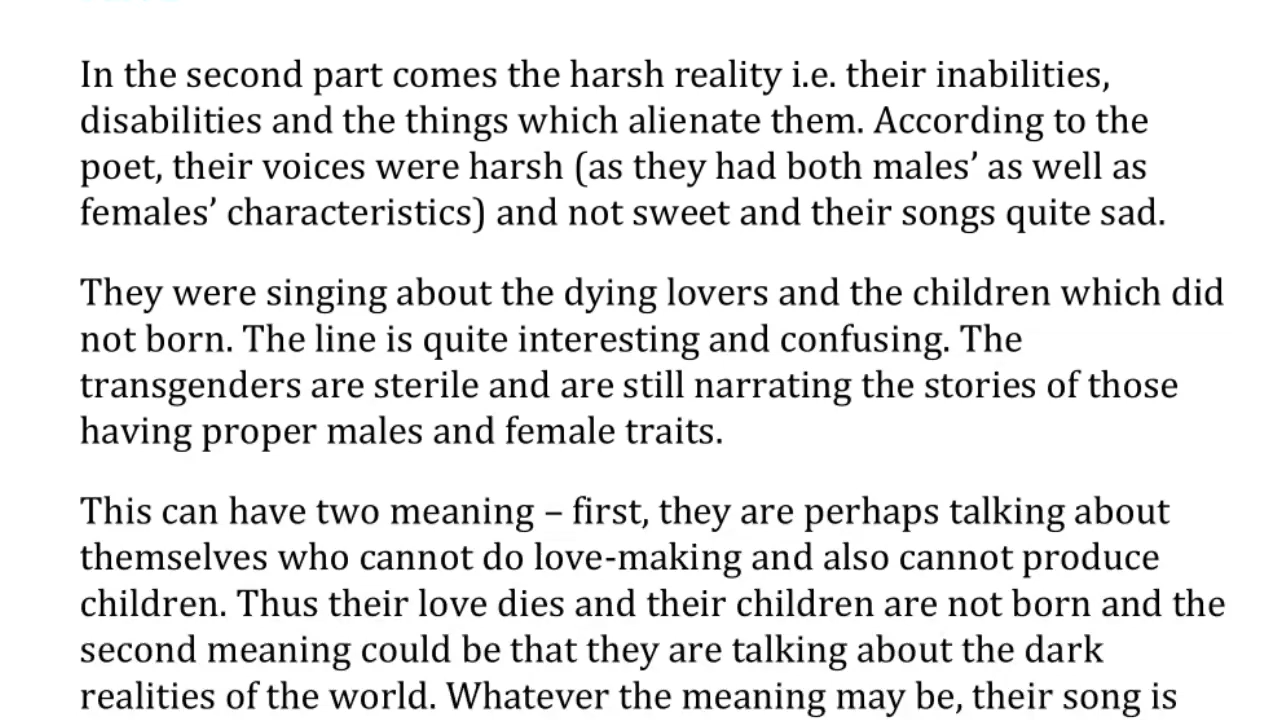 In the second part comes the harsh reality i.e. their inabilities,
disabilities and the things which alienate them. According to the
poet, their voices were harsh (as they had both males’ as well as
females’ characteristics) and not sweet and their songs quite sad.
They were singing about the dying lovers and the children which did
not born. The line is quite interesting and confusing. The
transgenders are sterile and are still narrating the stories of those
having proper males and female traits.
This can have two meaning – first, they are perhaps talking about
themselves who cannot do love-making and also cannot produce
children. Thus their love dies and their children are not born and the
second meaning could be that they are talking about the dark
realities of the world. Whatever the meaning may be, their song is